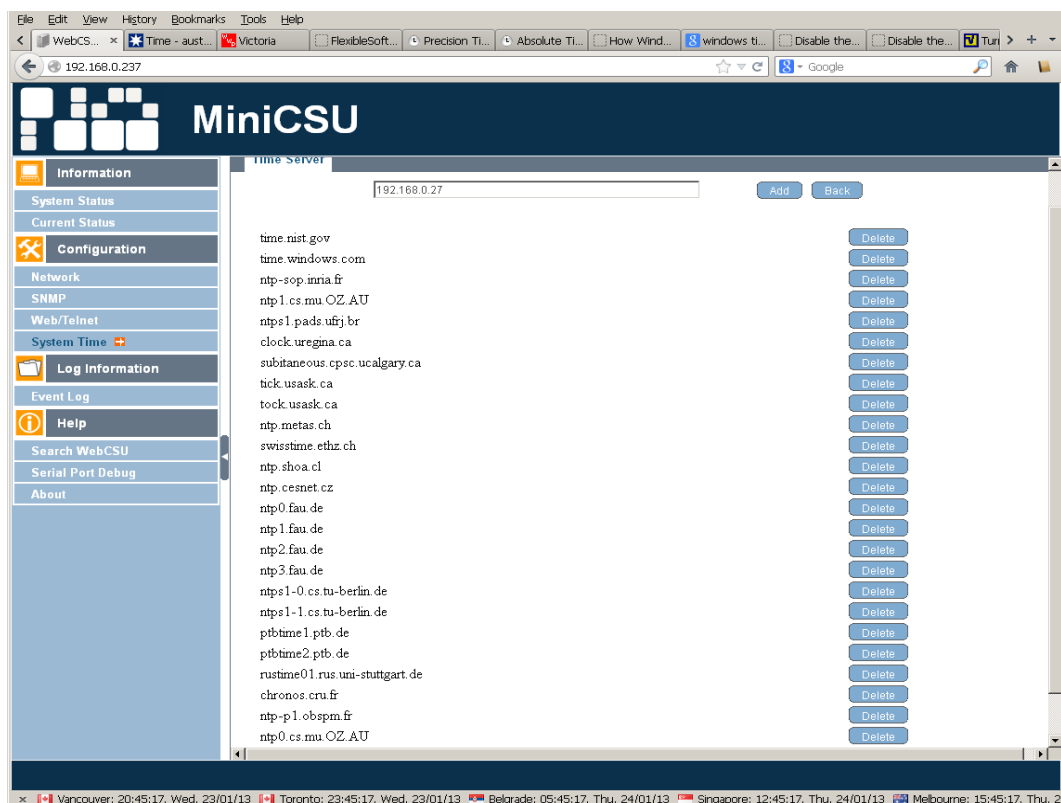 File Edit View History Bookmarks Tools Help
WebCS... × Time - aust... Victoria FlexibleSoft... Precision Ti... Absolute Ti... How Wind... windows ti... Disable the... Disable the... Turi
192.168.0.237 Google
MiniCSU
Time Server
192.168.0.27 Add Back
Information
System Status
Current Status
Configuration
Network
SNMP
Web/Telnet
System Time
Log Information
Event Log
Help
Search WebCSU
Serial Port Debug
About
time.nist.gov Delete
time.windows.com Delete
ntp-sop.inria.fr Delete
ntp1.cs.mu.OZ.AU Delete
ntps1.pads.ufrj.br Delete
clock.uregina.ca Delete
subitaneous.cpsc.ucalgary.ca Delete
tick.usask.ca Delete
tock.usask.ca Delete
ntp.metas.ch Delete
swisstime.ethz.ch Delete
ntp.shoa.cl Delete
ntp.cesnet.cz Delete
ntp0.fau.de Delete
ntp1.fau.de Delete
ntp2.fau.de Delete
ntp3.fau.de Delete
ntps1-0.cs.tu-berlin.de Delete
ntps1-1.cs.tu-berlin.de Delete
ptbtime1.ptb.de Delete
ptbtime2.ptb.de Delete
rustime01.rus.uni-stuttgart.de Delete
chronos.cru.fr Delete
ntp-p1.obspm.fr Delete
ntp0.cs.mu.OZ.AU Delete
× Vancouver: 20:45:17, Wed, 23/01/13 Toronto: 23:45:17, Wed, 23/01/13 Belgrade: 05:45:17, Thu, 24/01/13 Singapore: 12:45:17, Thu, 24/01/13 Melbourne: 15:45:17, Thu, 2